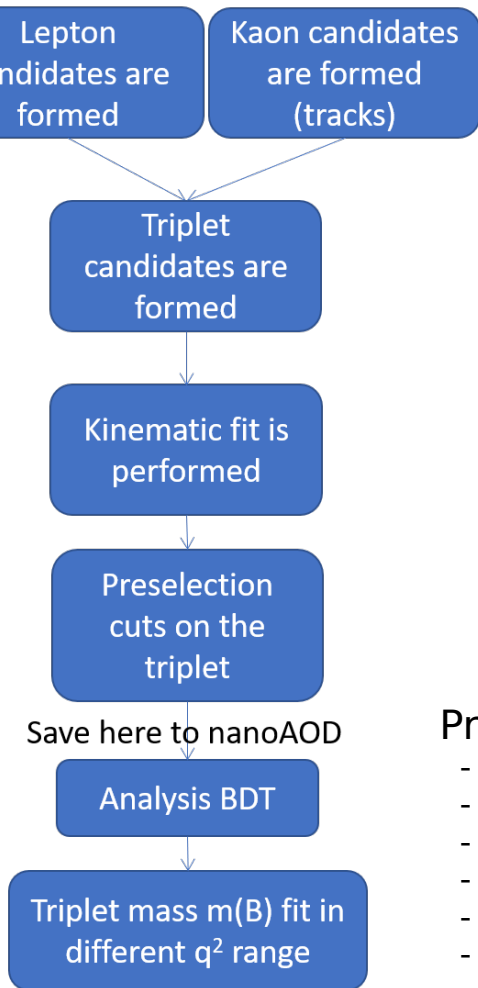 Lepton
ndidates are
formed
Kaon candidates
are formed
(tracks)
Triplet
candidates are
formed
Kinematic fit is
performed
Preselection
cuts on the
triplet
Save here to nanoAOD
Pr
-
-
-
-
-
-
Analysis BDT
Triplet mass m(B) fit in
different q² range